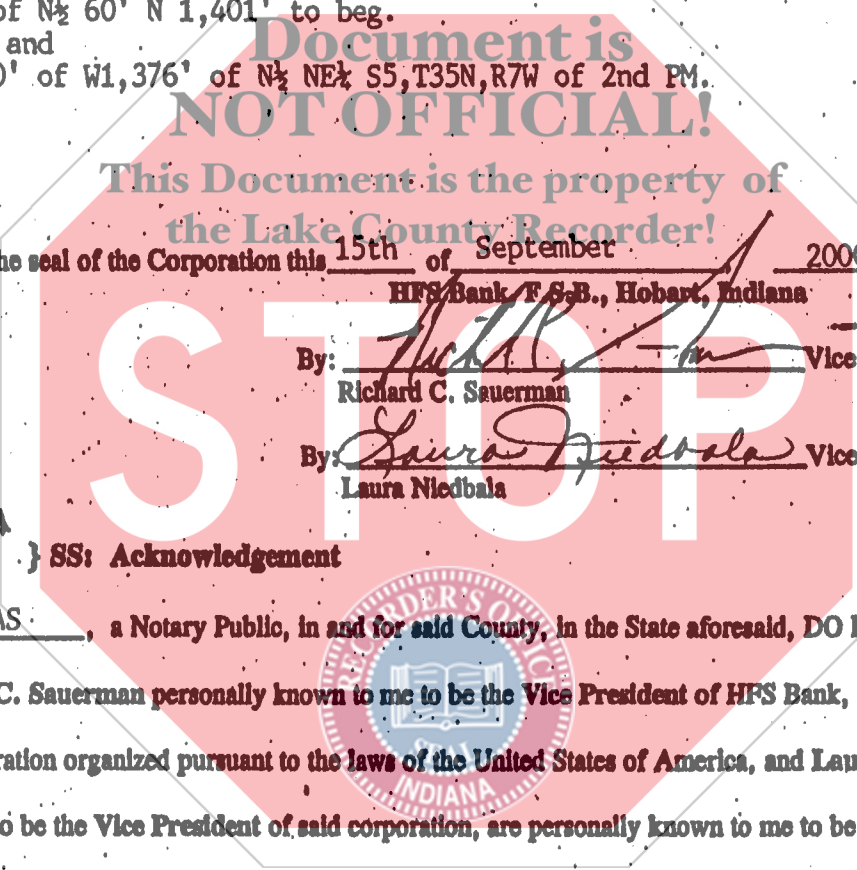 of N½ 60' N 1,401' to beg.
and
0' of W1,376' of N½ NE¼ S5,T35N,R7W of 2nd PM.
Document is
NOT OFFICIAL!
This Document is the property of
the Lake County Recorder!
he seal of the Corporation this 15th of September, 200
HFS Bank, F.S.B., Hobart, Indiana
By: Vice
Richard C. Sauerman
By: Laura Niedbala Vice
Laura Niedbala
STOP
} SS: Acknowledgement
AS, a Notary Public, in and for said County, in the State aforesaid, DO
C. Sauerman personally known to me to be the Vice President of HFS Bank,
ration organized pursuant to the laws of the United States of America, and Lau
o be the Vice President of said corporation, are personally known to me to be
RECORDER'S OFFICE
SEAL
INDIANA